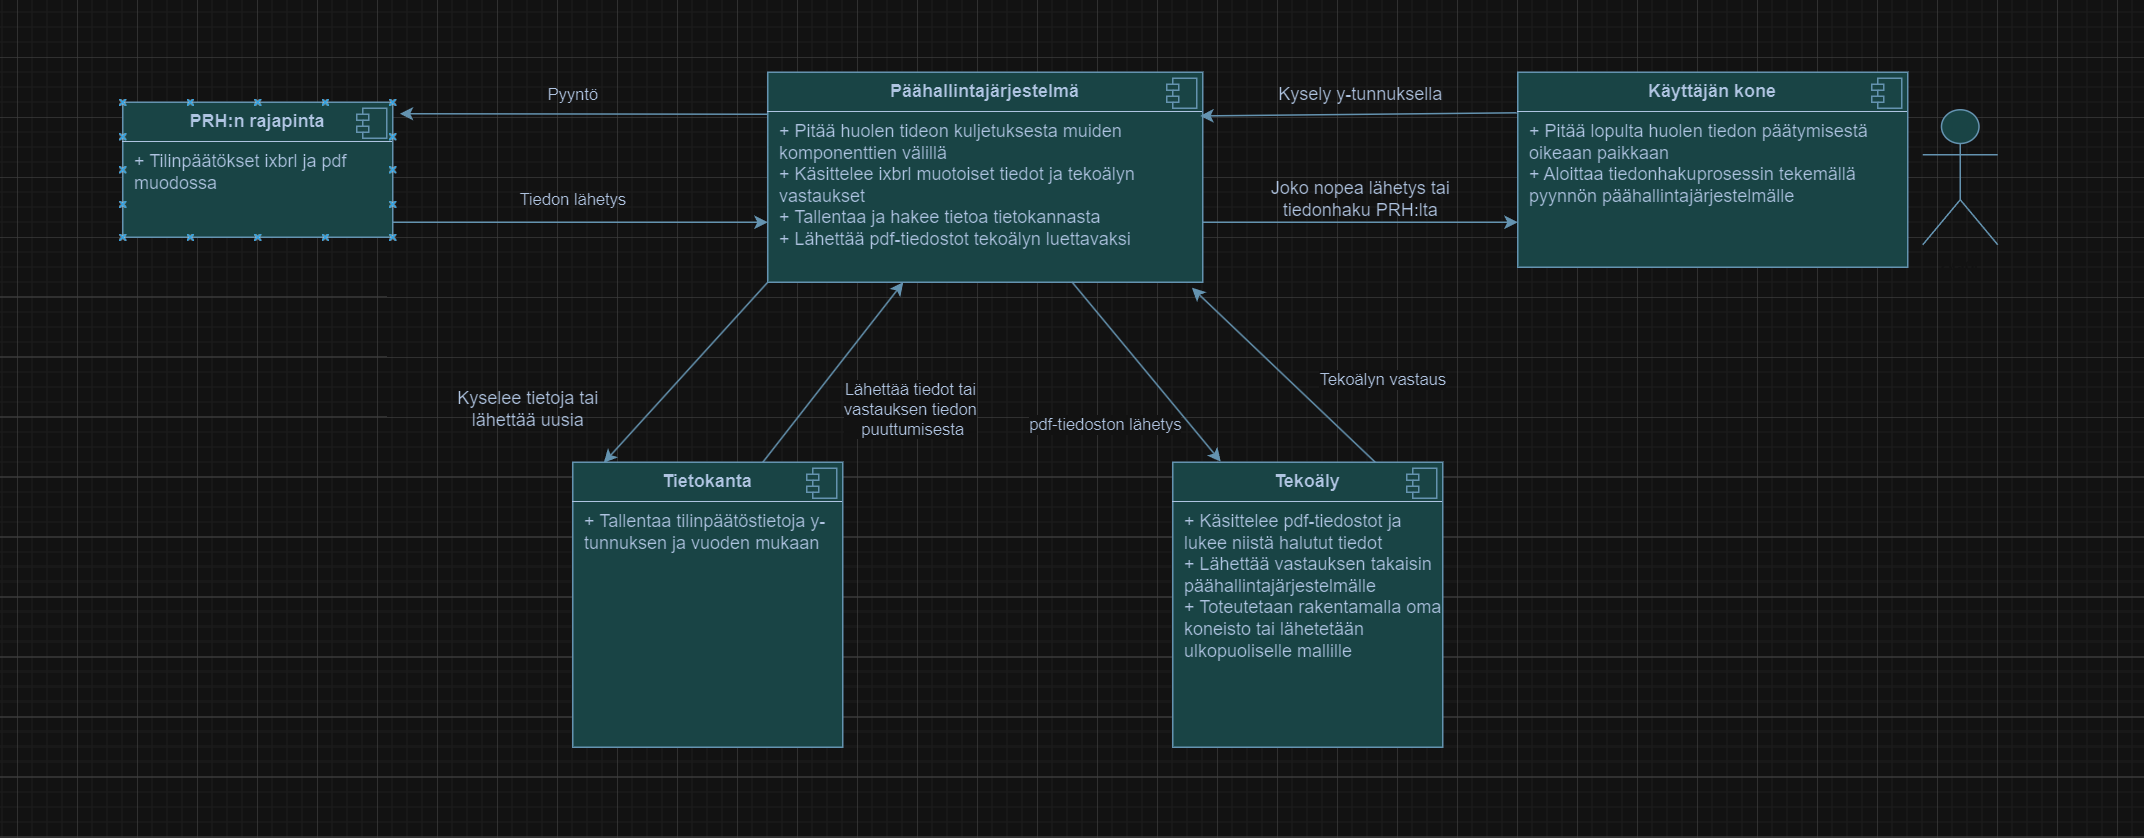 PRH:n rajapinta
+ Tilinpäätökset ixbrl ja pdf
muodossa
Pyyntö
Tiedon lähetys
Päähallintajärjestelmä
+ Pitää huolen tideon kuljetuksesta muiden
komponenttien välillä
+ Käsittelee ixbrl muotoiset tiedot ja tekoälyn
vastaukset
+ Tallentaa ja hakee tietoa tietokannasta
+ Lähettää pdf-tiedostot tekoälyn luettavaksi
Kysely y-tunnuksella
Joko nopea lähetys tai
tiedonhaku PRH:lta
Käyttäjän kone
+ Pitää lopulta huolen tiedon päätymisestä
oikeaan paikkaan
+ Aloittaa tiedonhakuprosessin tekemällä
pyynnön päähallintajärjestelmälle
Kyselee tietoja tai
lähettää uusia
Lähettää tiedot tai
vastauksen tiedon
puuttumisesta
pdf-tiedoston lähetys
Tekoälyn vastaus
Tietokanta
+ Tallentaa tilinpäätöstietoja y-
tunnuksen ja vuoden mukaan
Tekoäly
+ Käsittelee pdf-tiedostot ja
lukee niistä halutut tiedot
+ Lähettää vastauksen takaisin
päähallintajärjestelmälle
+ Toteutetaan rakentamalla oma
koneisto tai lähetetään
ulkopuoliselle mallille